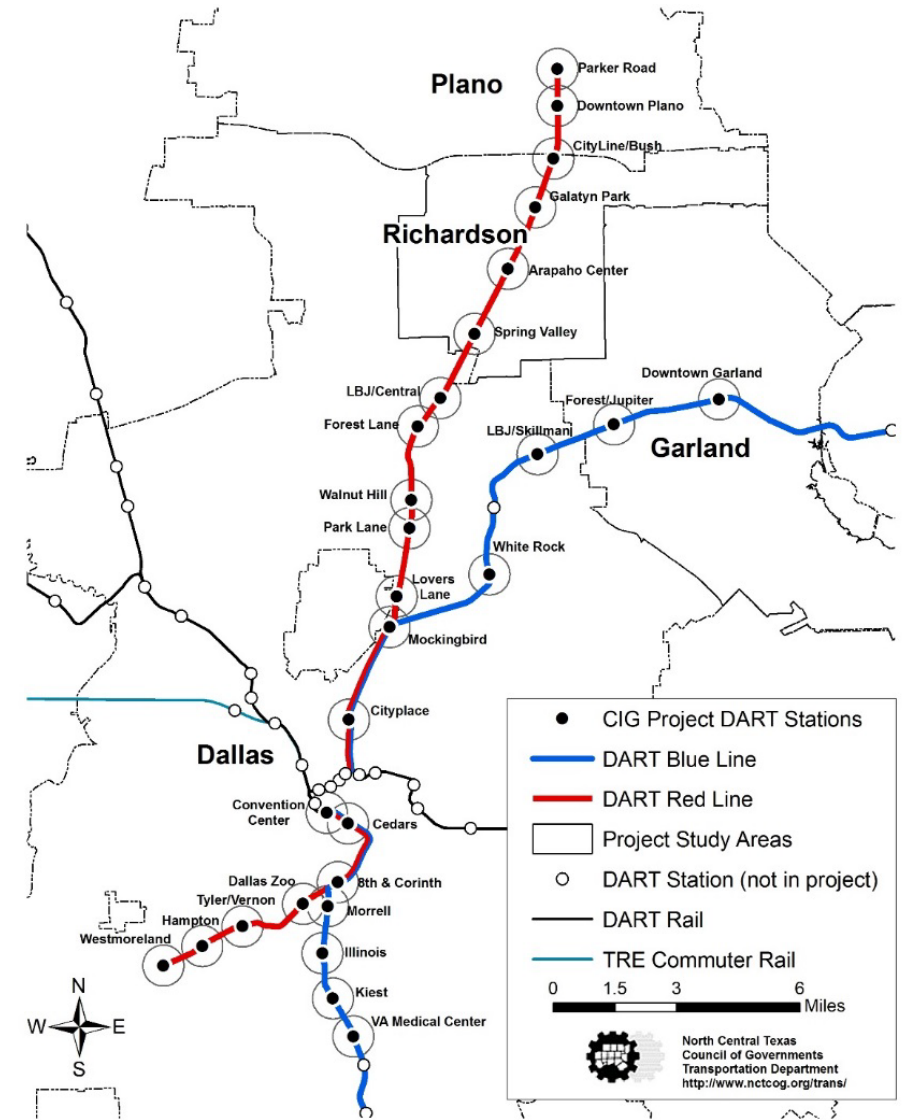 Plano
Parker Road
Downtown Plano
CityLine/Bush
Galatyn Park
Richardson
Arapaho Center
Spring Valley
LBJ/Central
Forest Lane
Downtown Garland
Forest/Jupiter
LBJ/Skillman
Garland
Walnut Hill
Park Lane
White Rock
Lovers
Lane
Mockingbird
Cityplace
Dallas
Convention
Center
Cedars
Dallas Zoo
8th & Corinth
Tyler/Vernon
Morrell
Hampton
Westmoreland
Illinois
Kiest
VA Medical Center
N
W
E
S
CIG Project DART Stations
DART Blue Line
DART Red Line
Project Study Areas
DART Station (not in project)
DART Rail
TRE Commuter Rail
0 1.5 3 6
Miles
North Central Texas
Council of Governments
Transportation Department
http://www.nctcog.org/trans/